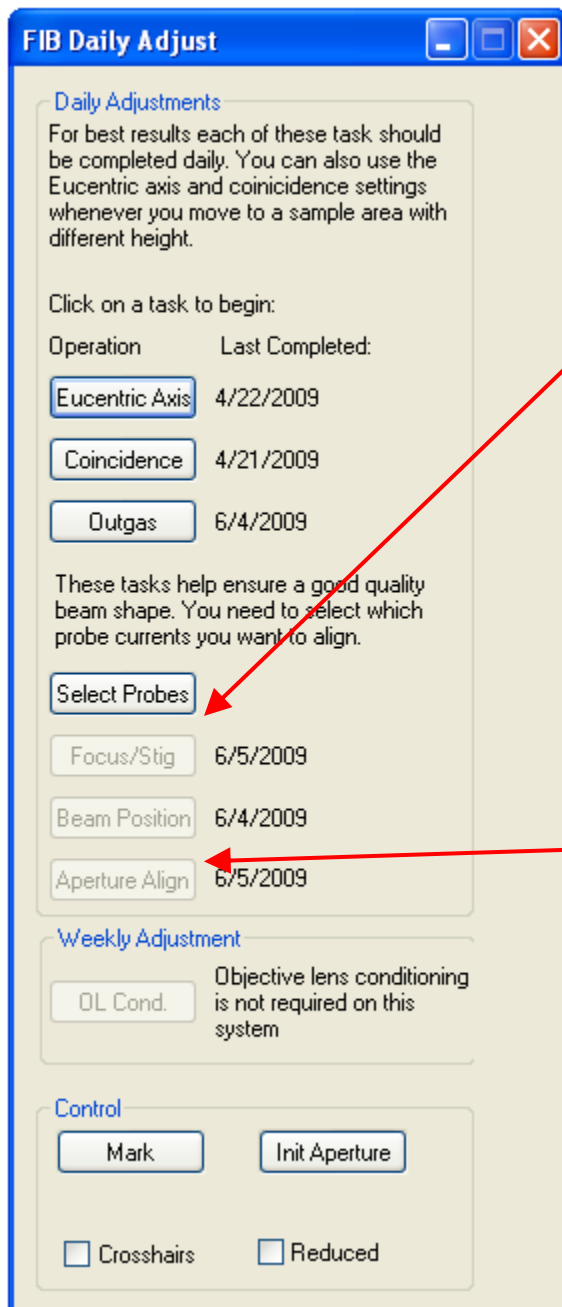 FIB Daily Adjust
Daily Adjustments
For best results each of these task should
be completed daily. You can also use the
Eucentric axis and coinicidence settings
whenever you move to a sample area with
different height.
Click on a task to begin:
Operation Last Completed:
Eucentric Axis 4/22/2009
Coincidence 4/21/2009
Outgas 6/4/2009
These tasks help ensure a good quality
beam shape. You need to select which
probe currents you want to align.
Select Probes
Focus/Stig 6/5/2009
Beam Position 6/4/2009
Aperture Align 6/5/2009
Weekly Adjustment
OL Cond. Objective lens conditioning
is not required on this
system
Control
Mark Init Aperture
Crosshairs Reduced